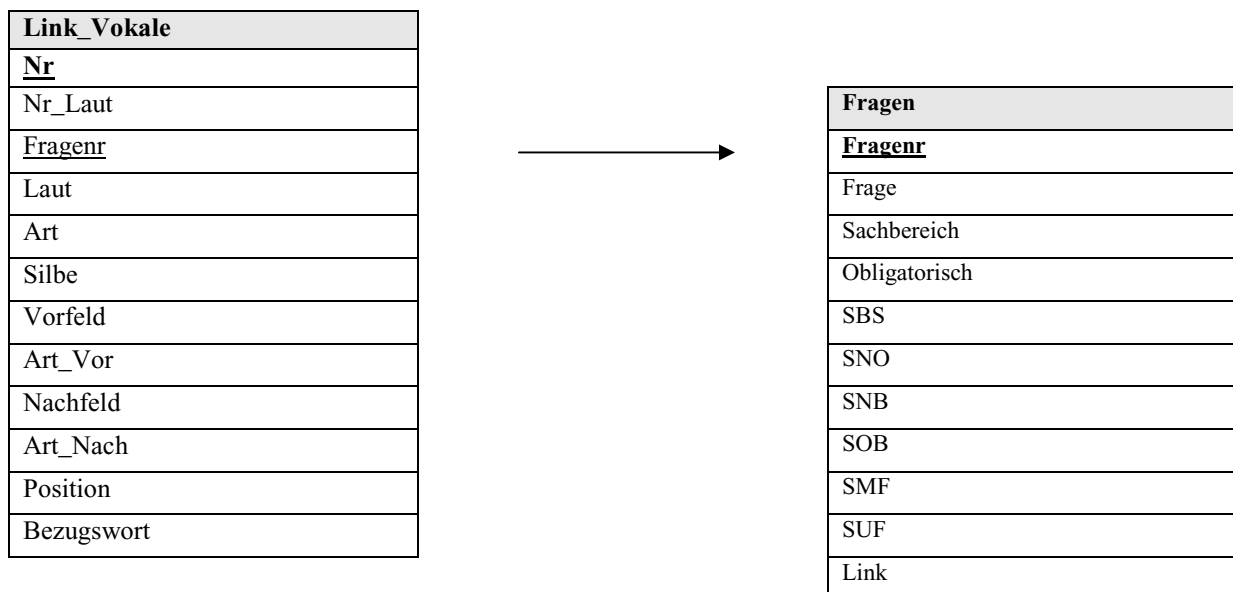 Link_Vokale
Nr
Nr_Laut
Fragenr
Laut
Art
Silbe
Vorfeld
Art_Vor
Nachfeld
Art_Nach
Position
Bezugswort
Fragen
Fragenr
Frage
Sachbereich
Obligatorisch
SBS
SNO
SNB
SOB
SMF
SUF
Link